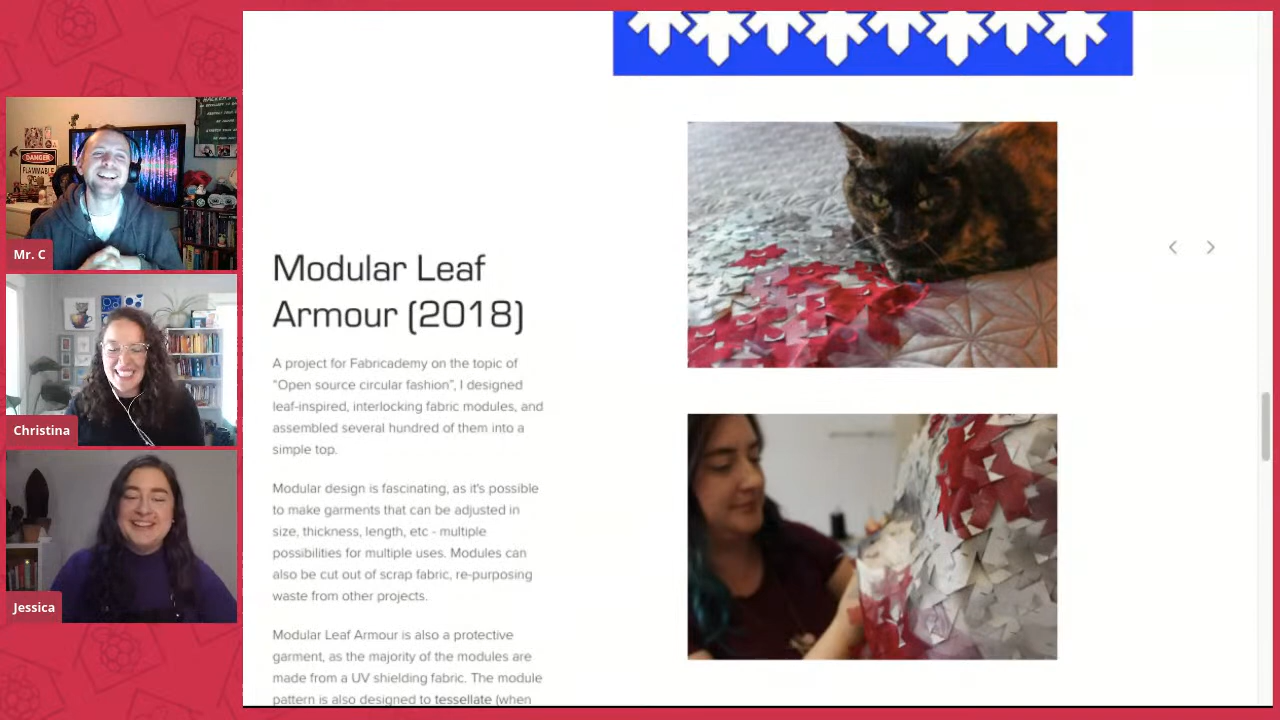 DANGER
FLAMMABLE
Mr. C
Christina
Jessica
Modular Leaf
Armour (2018)
A project for Fabricademy on the topic of
"Open source circular fashion", I designed
leaf-inspired, interlocking fabric modules, and
assembled several hundred of them into a
simple top.
Modular design is fascinating, as it's possible
to make garments that can be adjusted in
size, thickness, length, etc - multiple
possibilities for multiple uses. Modules can
also be cut out of scrap fabric, re-purposing
waste from other projects.
Modular Leaf Armour is also a protective
garment, as the majority of the modules are
made from a UV shielding fabric. The module
pattern is also designed to tessellate (when